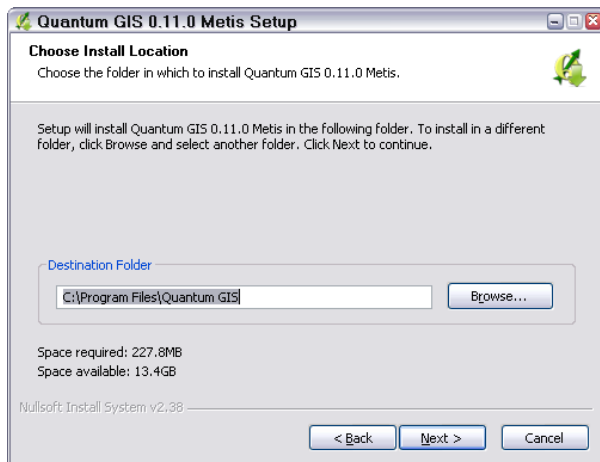 Quantum GIS 0.11.0 Metis Setup
Choose Install Location
Choose the folder in which to install Quantum GIS 0.11.0 Metis.
Setup will install Quantum GIS 0.11.0 Metis in the following folder. To install in a different
folder, click Browse and select another folder. Click Next to continue.
Destination Folder
C:\Program Files\Quantum GIS
Browse...
Space required: 227.8MB
Space available: 13.4GB
Nullsoft Install System v2.38
< Back
Next >
Cancel